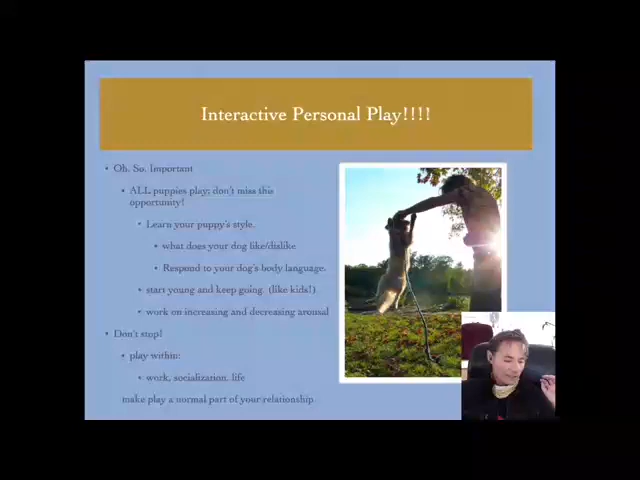 Interactive Personal Play!!!!
• Oh. So. Important
• ALL puppies play; don't miss this
opportunity!
• Learn your puppy's style.
• what does your dog like/dislike
• Respond to your dog's body language.
• start young and keep going. (like kids!)
• work on increasing and decreasing arousal
• Don't stop!
• play within:
• work, socialization, life
make play a normal part of your relationship.